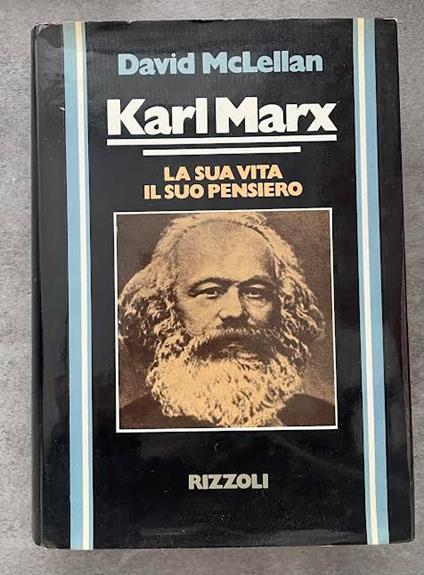 David McLellan
Karl Marx
LA SUA VITA
IL SUO PENSIERO
RIZZOLI